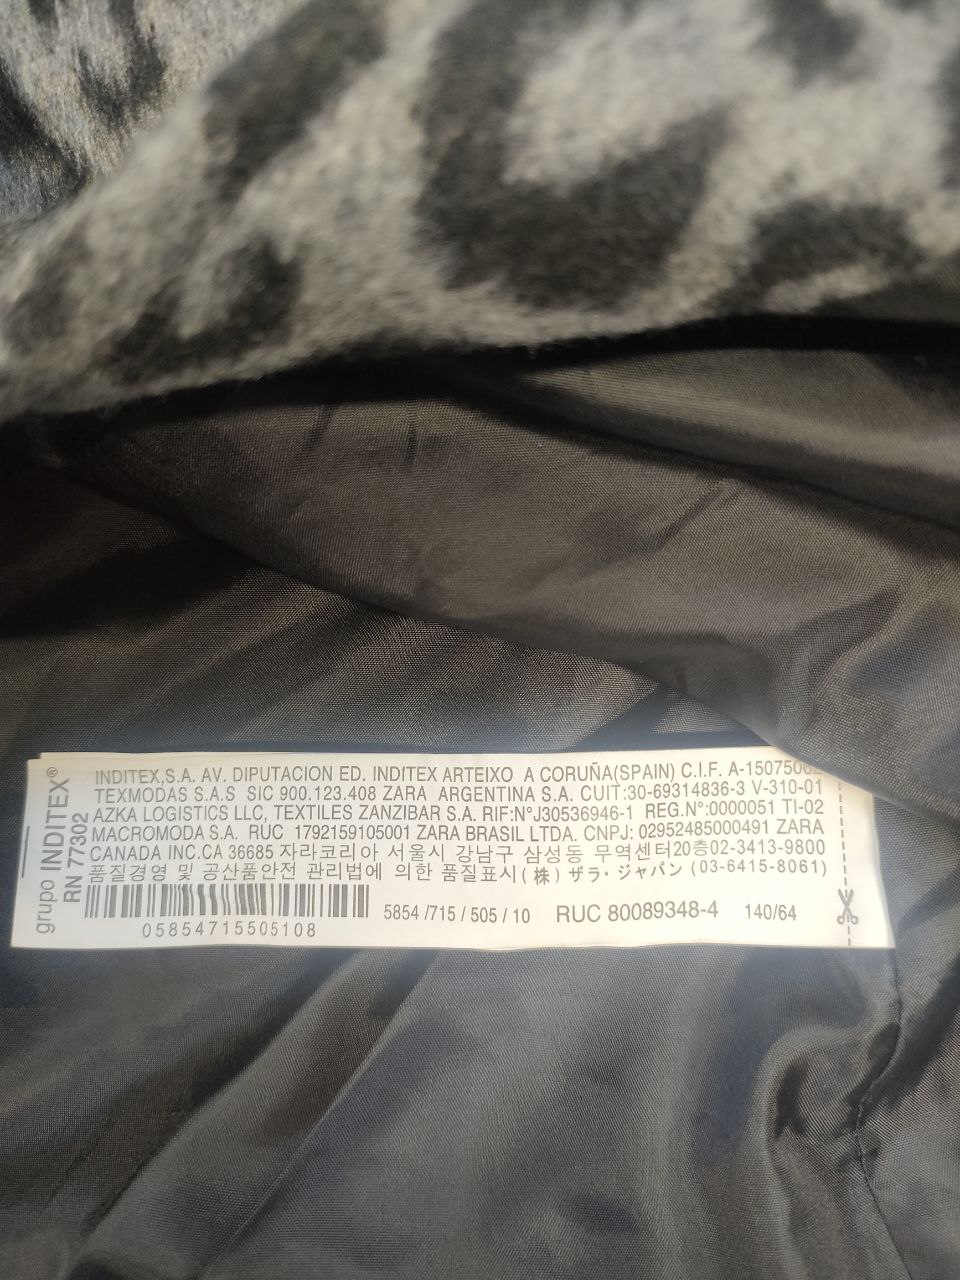 grupo INDITEX®
RN 77302
INDITEX,S.A. AV. DIPUTACION ED. INDITEX ARTEIXO A CORUÑA(SPAIN) C.I.F. A-15075062
TEXMODAS S.A.S SIC 900.123.408 ZARA ARGENTINA S.A. CUIT:30-69314836-3 V-310-01
AZKA LOGISTICS LLC, TEXTILES ZANZIBAR S.A. RIF:N°J30536946-1 REG.N°:0000051 TI-02
MACROMODA S.A. RUC 1792159105001 ZARA BRASIL LTDA. CNPJ: 02952485000491 ZARA
CANADA INC.CA 36685 자라코리아 서울시 강남구 삼성동 무역센터20층02-3413-9800
품질경영 및 공산품안전 관리법에 의한 품질표시(株) ザラ・ジャパン (03-6415-8061)
05854715505108
5854 /715 / 505 / 10 RUC 80089348-4 140/64